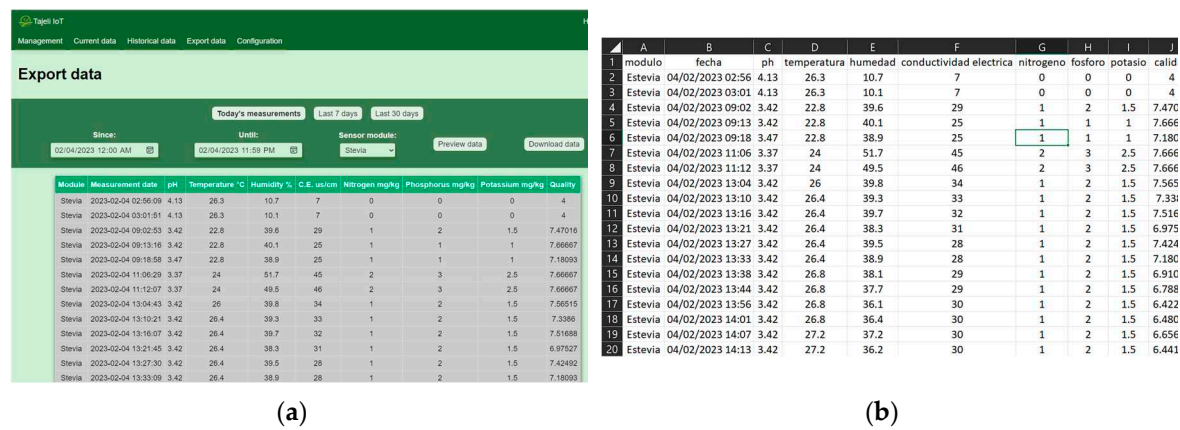 Tajeli IoT
H
Management Current data Historical data Export data Configuration
Export data
Today's measurements Last 7 days Last 30 days
Since: Until: Sensor module:
02/04/2023 12:00 AM 02/04/2023 11:59 PM Stevia Preview data Download data
Module Measurement date pH Temperature °C Humidity % C.E. us/cm Nitrogen mg/kg Phosphorus mg/kg Potassium mg/kg Quality
Stevia 2023-02-04 02:56:09 4.13 26.3 10.7 7 0 0 0 4
Stevia 2023-02-04 03:01:51 4.13 26.3 10.1 7 0 0 0 4
Stevia 2023-02-04 09:02:53 3.42 22.8 39.6 29 1 2 1.5 7.47016
Stevia 2023-02-04 09:13:16 3.42 22.8 40.1 25 1 1 1 7.66667
Stevia 2023-02-04 09:18:58 3.47 22.8 38.9 25 1 1 1 7.18093
Stevia 2023-02-04 11:06:29 3.37 24 51.7 45 2 3 2.5 7.66667
Stevia 2023-02-04 11:12:07 3.37 24 49.5 46 2 3 2.5 7.66667
Stevia 2023-02-04 13:04:43 3.42 26 39.8 34 1 2 1.5 7.56515
Stevia 2023-02-04 13:10:21 3.42 26.4 39.3 33 1 2 1.5 7.3386
Stevia 2023-02-04 13:16:07 3.42 26.4 39.7 32 1 2 1.5 7.51688
Stevia 2023-02-04 13:21:45 3.42 26.4 38.3 31 1 2 1.5 6.97527
Stevia 2023-02-04 13:27:30 3.42 26.4 39.5 28 1 2 1.5 7.42492
Stevia 2023-02-04 13:33:09 3.42 26.4 38.9 28 1 2 1.5 7.18093
(a)
A B C D E F G H I J
1 modulo fecha ph temperatura humedad conductividad electrica nitrogeno fosforo potasio calid
2 Estevia 04/02/2023 02:56 4.13 26.3 10.7 7 0 0 0 4
3 Estevia 04/02/2023 03:01 4.13 26.3 10.1 7 0 0 0 4
4 Estevia 04/02/2023 09:02 3.42 22.8 39.6 29 1 2 1.5 7.470
5 Estevia 04/02/2023 09:13 3.42 22.8 40.1 25 1 1 1 7.666
6 Estevia 04/02/2023 09:18 3.47 22.8 38.9 25 1 1 1 7.180
7 Estevia 04/02/2023 11:06 3.37 24 51.7 45 2 3 2.5 7.666
8 Estevia 04/02/2023 11:12 3.37 24 49.5 46 2 3 2.5 7.666
9 Estevia 04/02/2023 13:04 3.42 26 39.8 34 1 2 1.5 7.565
10 Estevia 04/02/2023 13:10 3.42 26.4 39.3 33 1 2 1.5 7.338
11 Estevia 04/02/2023 13:16 3.42 26.4 39.7 32 1 2 1.5 7.516
12 Estevia 04/02/2023 13:21 3.42 26.4 38.3 31 1 2 1.5 6.975
13 Estevia 04/02/2023 13:27 3.42 26.4 39.5 28 1 2 1.5 7.424
14 Estevia 04/02/2023 13:33 3.42 26.4 38.9 28 1 2 1.5 7.180
15 Estevia 04/02/2023 13:38 3.42 26.8 38.1 29 1 2 1.5 6.910
16 Estevia 04/02/2023 13:44 3.42 26.8 37.7 29 1 2 1.5 6.788
17 Estevia 04/02/2023 13:56 3.42 26.8 36.1 30 1 2 1.5 6.422
18 Estevia 04/02/2023 14:01 3.42 26.8 36.4 30 1 2 1.5 6.480
19 Estevia 04/02/2023 14:07 3.42 27.2 37.2 30 1 2 1.5 6.656
20 Estevia 04/02/2023 14:13 3.42 27.2 36.2 30 1 2 1.5 6.441
(b)